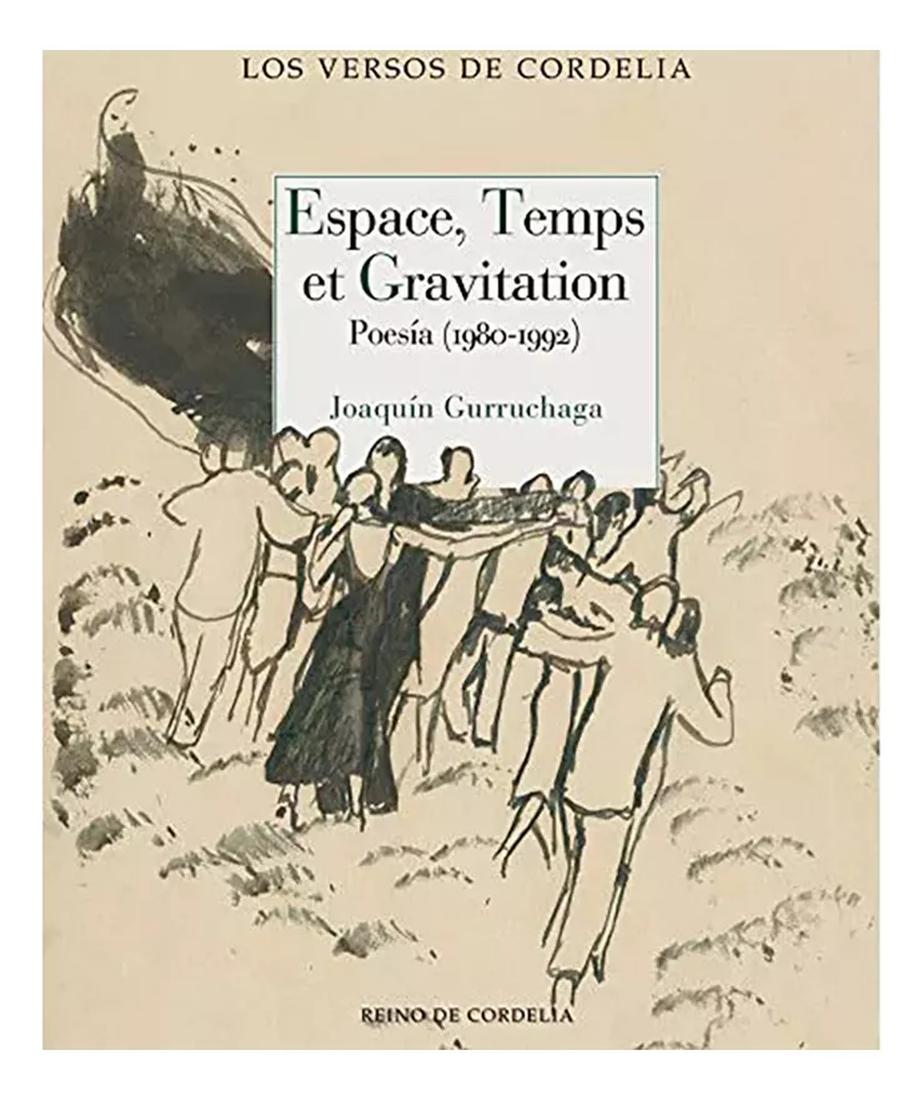 LOS VERSOS DE CORDELIA
Espace, Temps
et Gravitation
Poesía (1980-1992)
Joaquín Gurruchaga
REINO DE CORDELIA